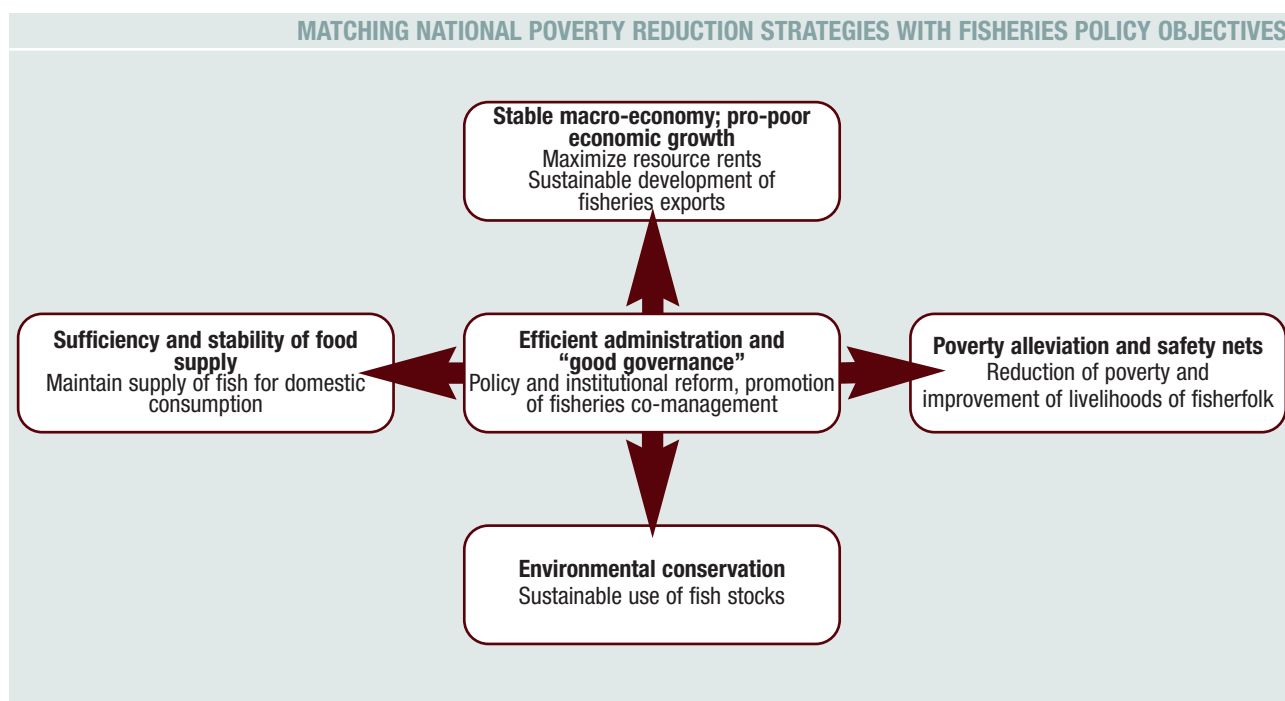 MATCHING NATIONAL POVERTY REDUCTION STRATEGIES WITH FISHERIES POLICY OBJECTIVES
Stable macro-economy; pro-poor
economic growth
Maximize resource rents
Sustainable development of
fisheries exports
Sufficiency and stability of food
supply
Maintain supply of fish for domestic
consumption
Efficient administration and
“good governance”
Policy and institutional reform, promotion
of fisheries co-management
Poverty alleviation and safety nets
Reduction of poverty and
improvement of livelihoods of fisherfolk
Environmental conservation
Sustainable use of fish stocks